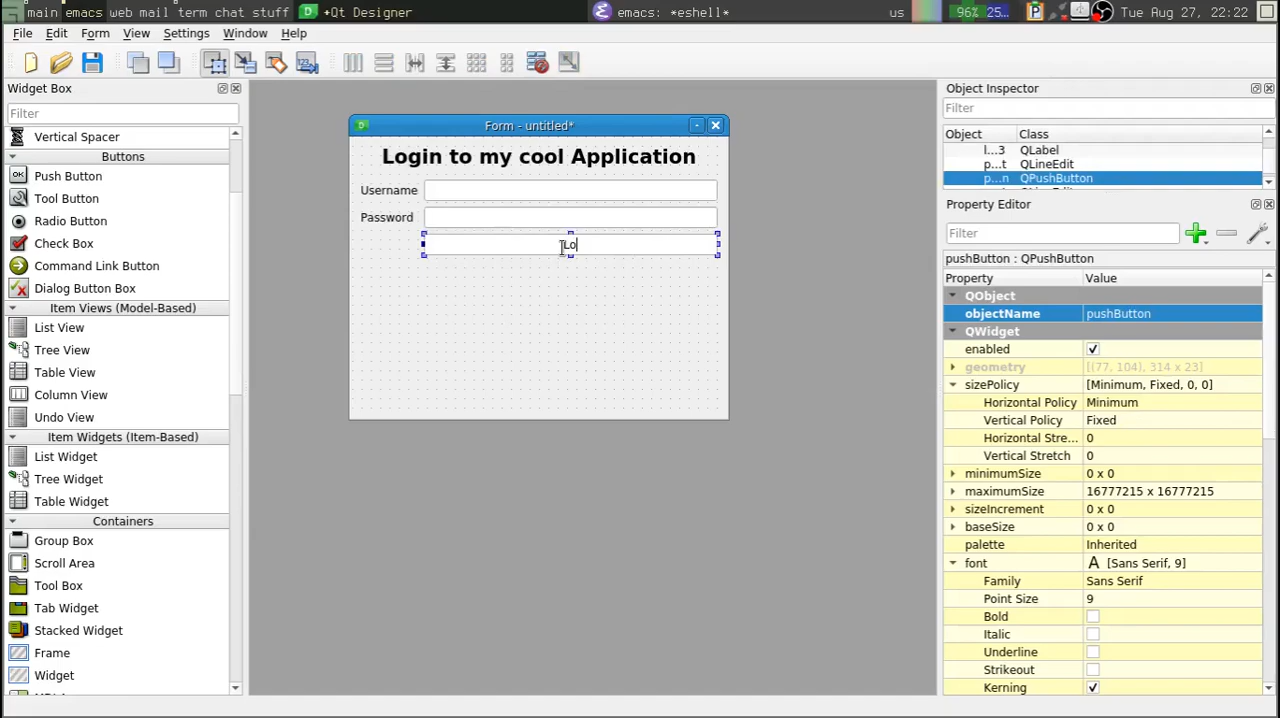 main emacs web mail term chat stuff +Qt Designer emacs: *eshell* us 96% 25... Tue Aug 27, 22:22
File Edit Form View Settings Window Help
Widget Box
Filter
Vertical Spacer
Buttons
OK Push Button
Tool Button
Radio Button
Check Box
Command Link Button
Dialog Button Box
Item Views (Model-Based)
List View
Tree View
Table View
Column View
Undo View
Item Widgets (Item-Based)
List Widget
Tree Widget
Table Widget
Containers
Group Box
Scroll Area
Tool Box
Tab Widget
Stacked Widget
Frame
Widget
Form - untitled*
Login to my cool Application
Username
Password
Lo
Object Inspector
Filter
Object Class
l...3 QLabel
p...t QLineEdit
p...n QPushButton
Property Editor
Filter
pushButton : QPushButton
Property Value
QObject
objectName pushButton
QWidget
enabled
geometry [(77, 104), 314 x 23]
sizePolicy [Minimum, Fixed, 0, 0]
Horizontal Policy Minimum
Vertical Policy Fixed
Horizontal Stre... 0
Vertical Stretch 0
minimumSize 0 x 0
maximumSize 16777215 x 16777215
sizeIncrement 0 x 0
baseSize 0 x 0
palette Inherited
font A [Sans Serif, 9]
Family Sans Serif
Point Size 9
Bold
Italic
Underline
Strikeout
Kerning